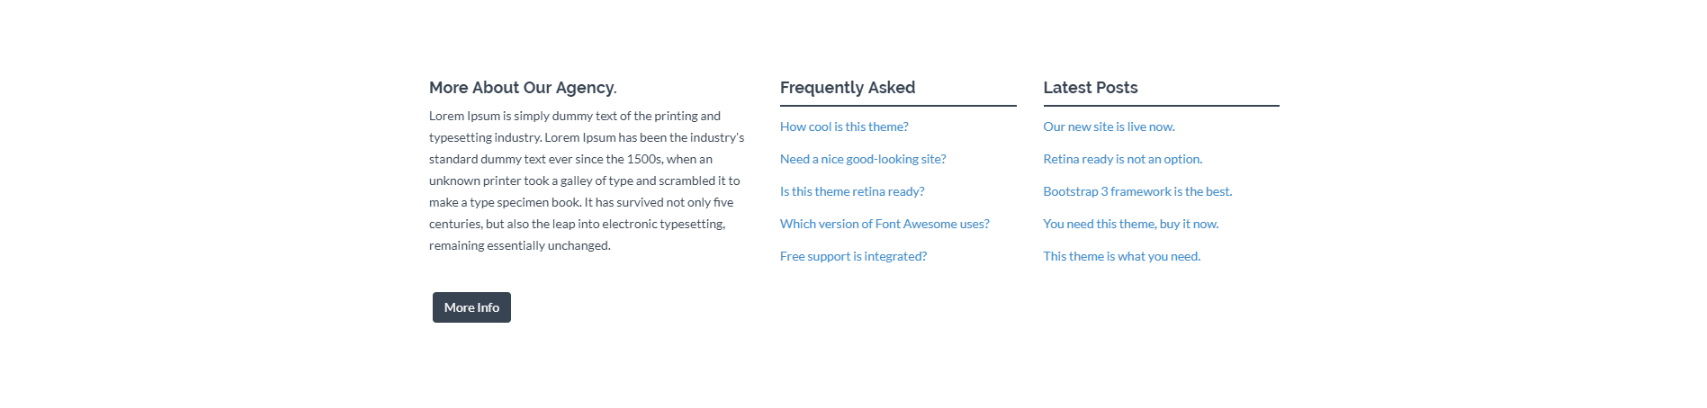 More About Our Agency.
Lorem Ipsum is simply dummy text of the printing and
typesetting industry. Lorem Ipsum has been the industry's
standard dummy text ever since the 1500s, when an
unknown printer took a galley of type and scrambled it to
make a type specimen book. It has survived not only five
centuries, but also the leap into electronic typesetting,
remaining essentially unchanged.
More Info
Frequently Asked
How cool is this theme?
Need a nice good-looking site?
Is this theme retina ready?
Which version of Font Awesome uses?
Free support is integrated?
Latest Posts
Our new site is live now.
Retina ready is not an option.
Bootstrap 3 framework is the best.
You need this theme, buy it now.
This theme is what you need.